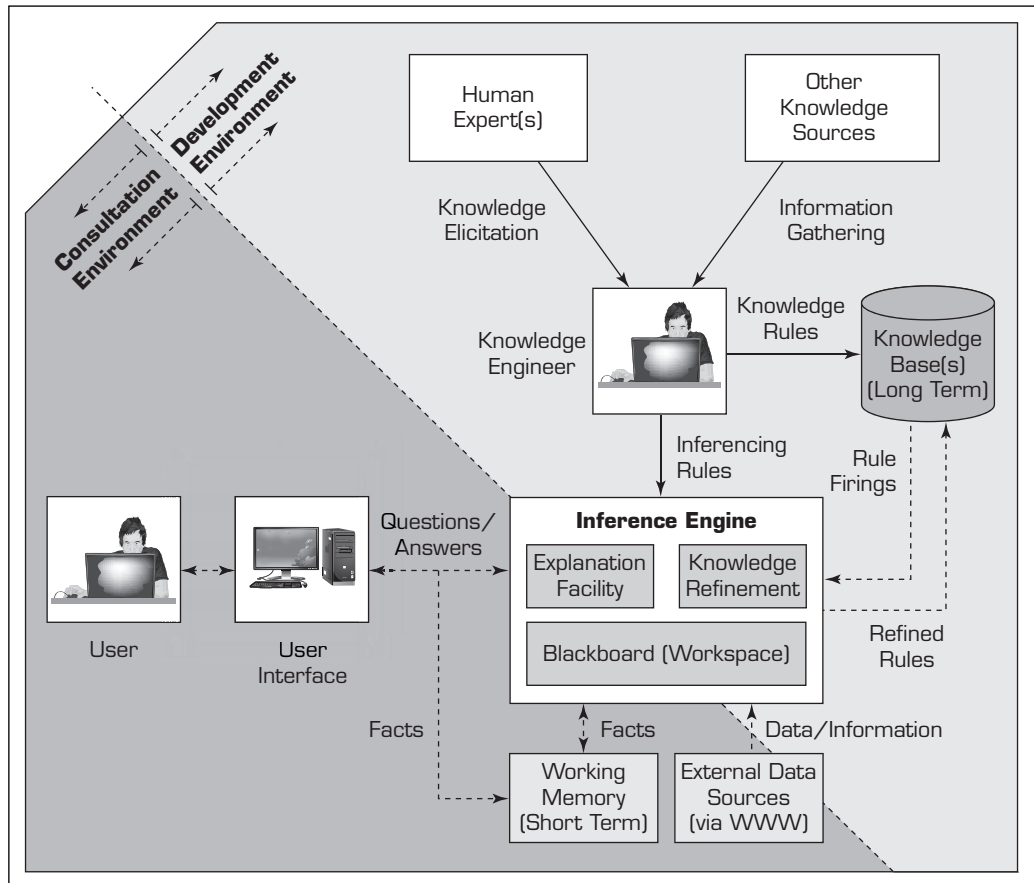 Development
Environment
Consultation
Environment
Human
Expert(s)
Other
Knowledge
Sources
Knowledge
Elicitation
Information
Gathering
Knowledge
Engineer
Knowledge
Rules
Knowledge
Base(s)
(Long Term)
Inferencing
Rules
Rule
Firings
Questions/
Answers
Inference Engine
Explanation
Facility
Knowledge
Refinement
Blackboard (Workspace)
User
User
Interface
Refined
Rules
Facts
Facts
Data/Information
Working
Memory
(Short Term)
External Data
Sources
(via WWW)